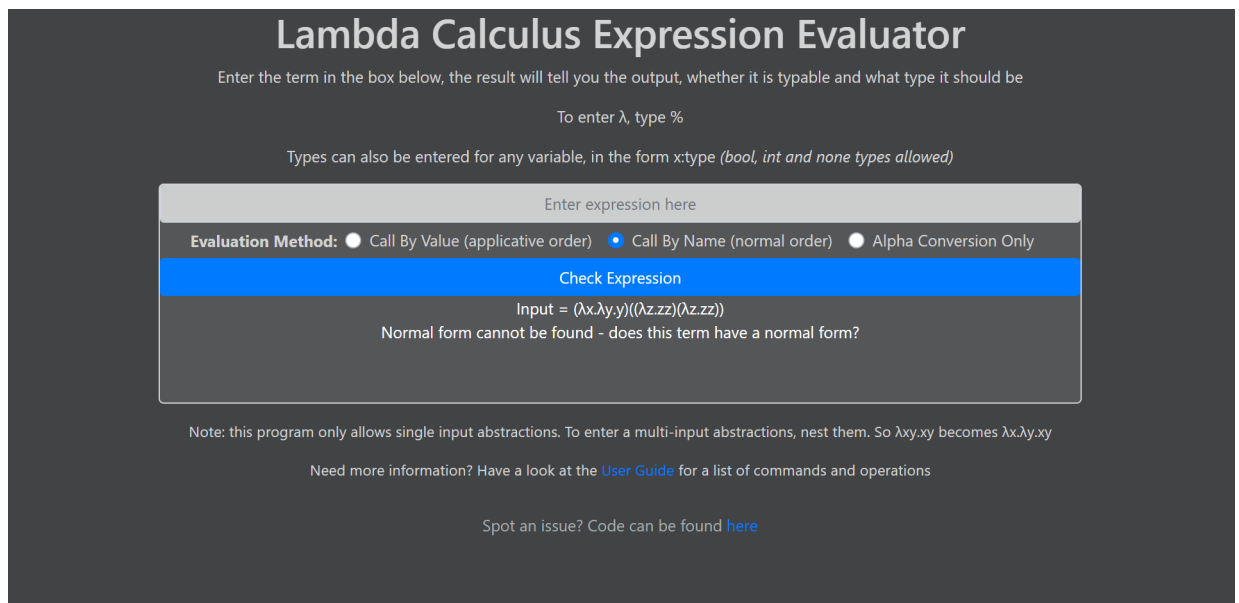 Lambda Calculus Expression Evaluator
Enter the term in the box below, the result will tell you the output, whether it is typable and what type it should be
To enter λ, type %
Types can also be entered for any variable, in the form x:type (bool, int and none types allowed)
Enter expression here
Evaluation Method: Call By Value (applicative order) Call By Name (normal order) Alpha Conversion Only
Check Expression
Input = (λx.λy.y)((λz.zz)(λz.zz))
Normal form cannot be found - does this term have a normal form?
Note: this program only allows single input abstractions. To enter a multi-input abstractions, nest them. So λxy.xy becomes λx.λy.xy
Need more information? Have a look at the User Guide for a list of commands and operations
Spot an issue? Code can be found here